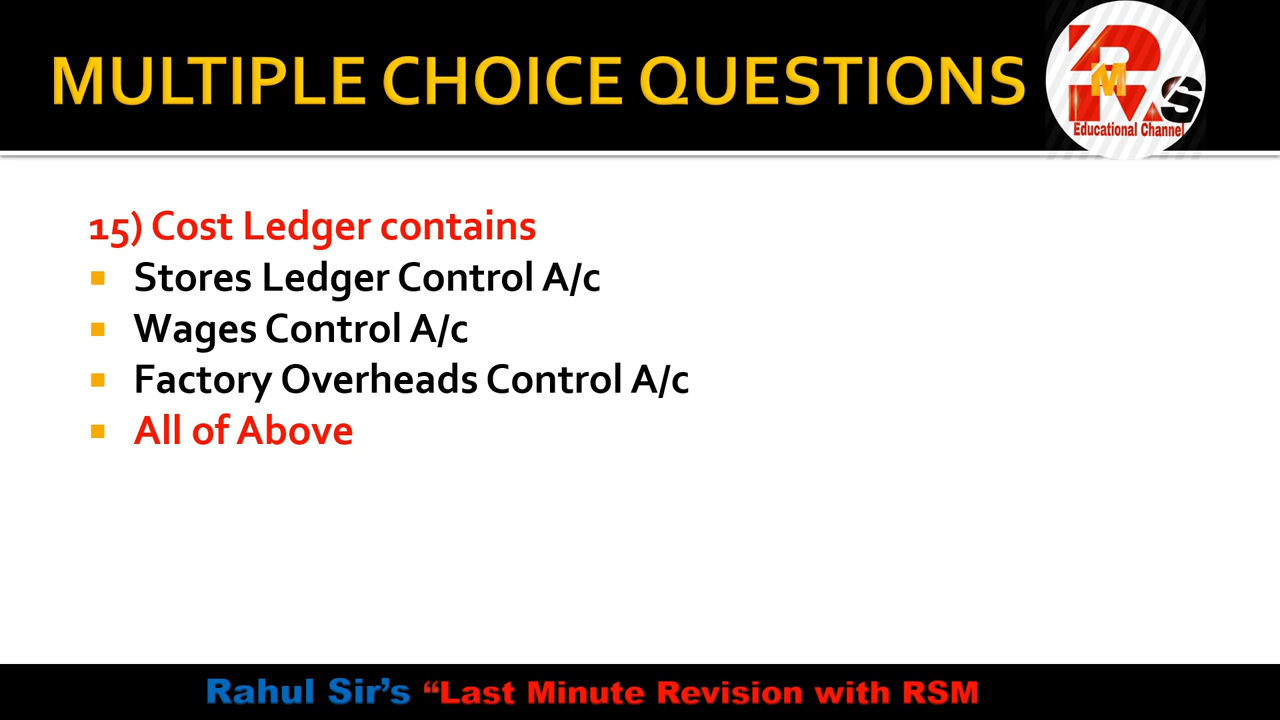 MULTIPLE CHOICE QUESTIONS
R M S
Educational Channel
15) Cost Ledger contains
Stores Ledger Control A/c
Wages Control A/c
Factory Overheads Control A/c
All of Above
Rahul Sir’s “Last Minute Revision with RSM